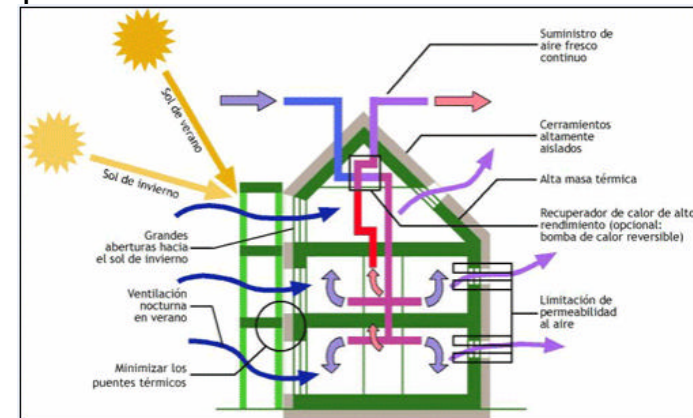 Suministro de
aire fresco
continuo
Sol de verano
Cerramientos
altamente
aislados
Sol de invierno
Alta masa térmica
Recuperador de calor de alto
rendimiento (opcional:
bomba de calor reversible)
Grandes
aberturas hacia
el sol de invierno
Ventilación
nocturna
en verano
Limitación de
permeabilidad
al aire
Minimizar los
puentes térmicos